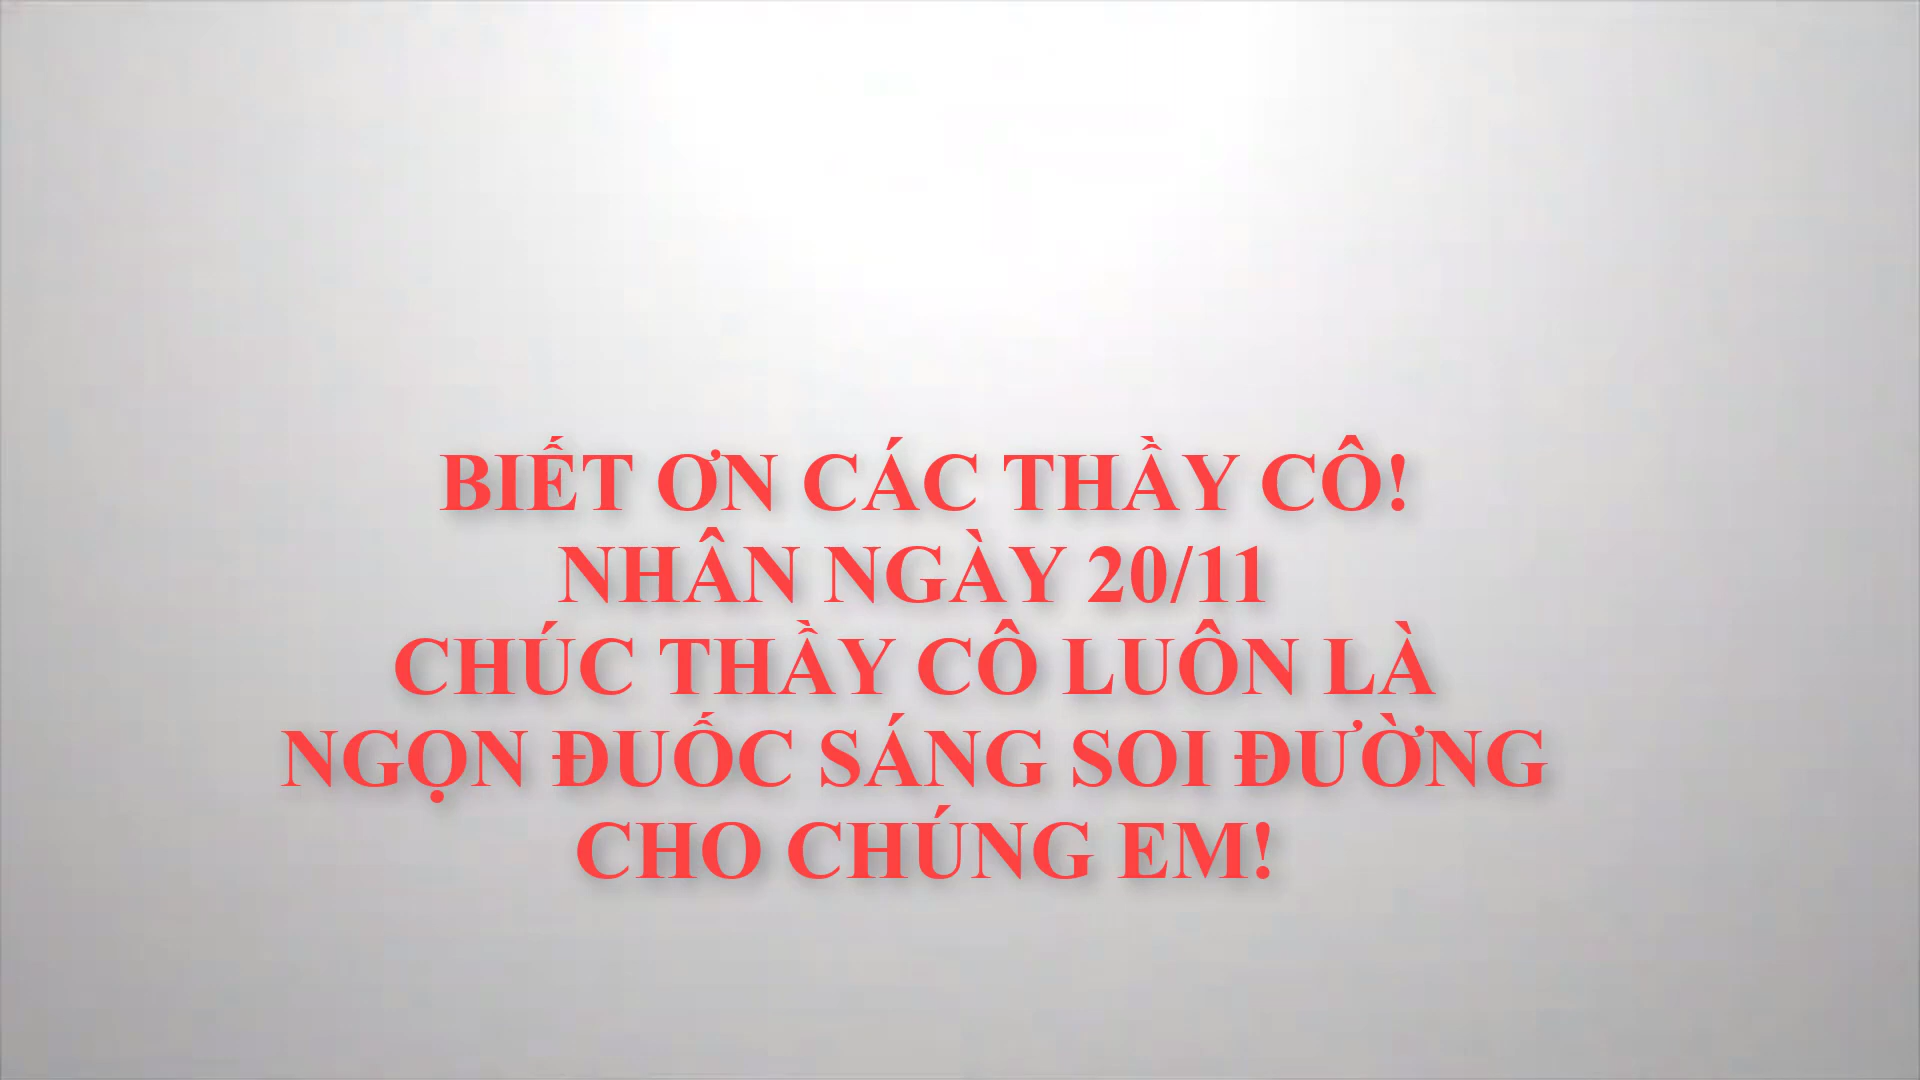 BIẾT ƠN CÁC THẦY CÔ!
NHÂN NGÀY 20/11
CHÚC THẦY CÔ LUÔN LÀ
NGỌN ĐUỐC SÁNG SOI ĐƯỜNG
CHO CHÚNG EM!